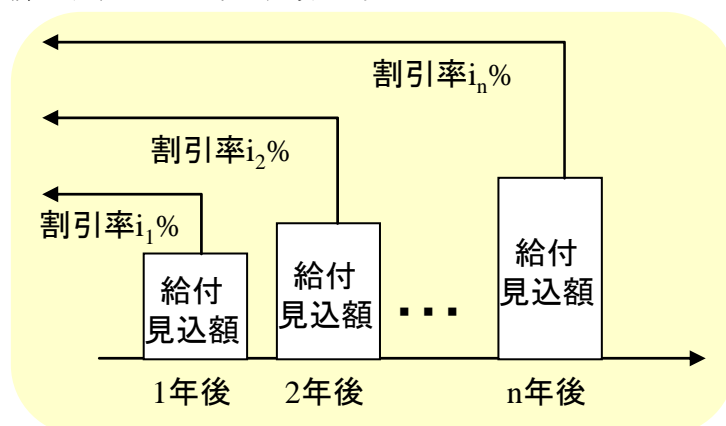 割引率iₙ%
割引率i₂%
割引率i₁%
給付
見込額
給付
見込額
給付
見込額
・・・
1年後
2年後
n年後